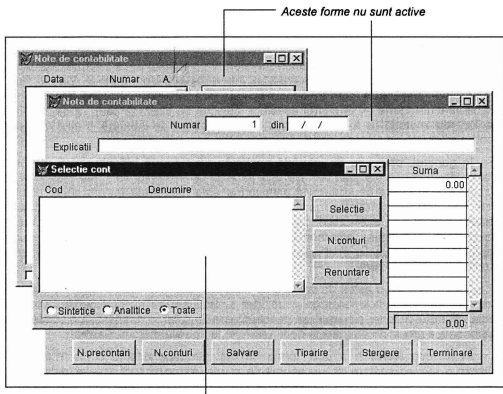 Aceste forme nu sunt active
Note de contabilitate
Data Numar A
Nota de contabilitate
Numar 1 din / /
Explicatii
Selectie cont
Suma
Cod Denumire
0.00
Selectie
N.conturi
Renuntare
Sintetice Analitice Toate
0.00
N.precontari N.conturi Salvare Tiparire Stergere Terminare